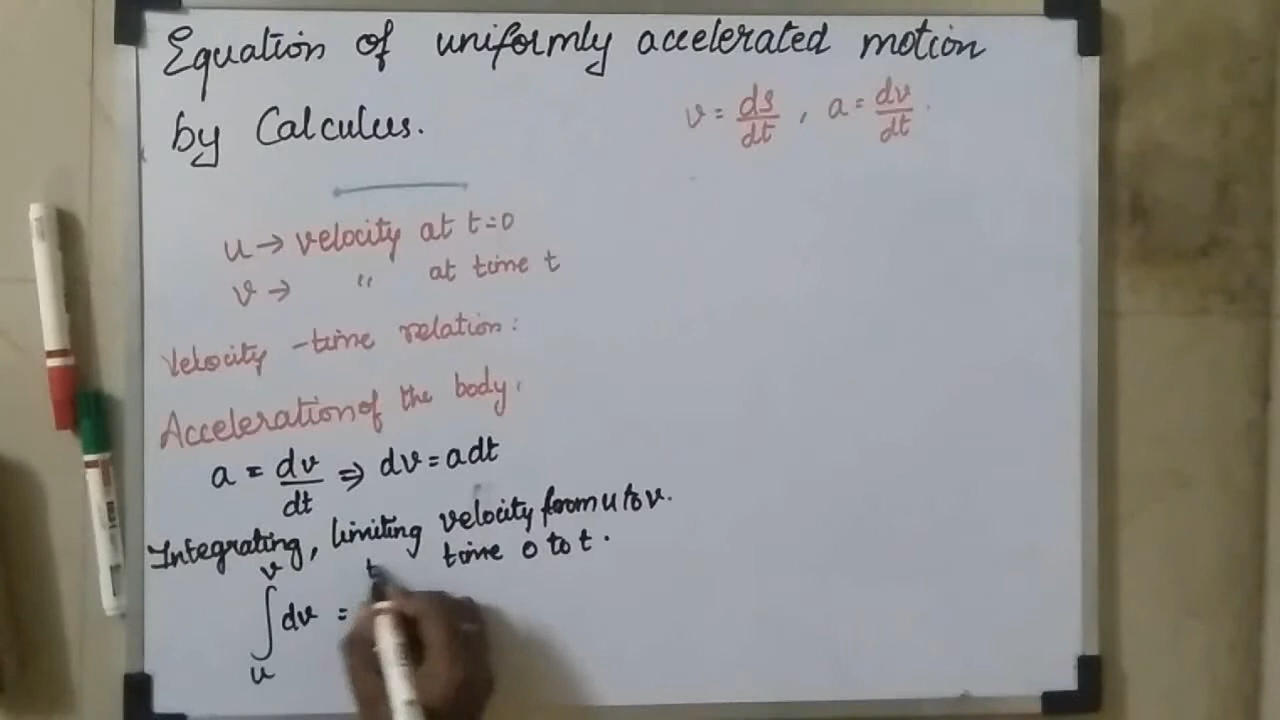 Equation of uniformly accelerated motion
by Calculus.
v = ds/dt , a = dv/dt .
u → velocity at t=0
v → " at time t
Velocity - time relation:
Acceleration of the body,
a = dv/dt ⇒ dv = adt
Integrating, limiting velocity from u to v.
time 0 to t.
∫_u^v dv = t